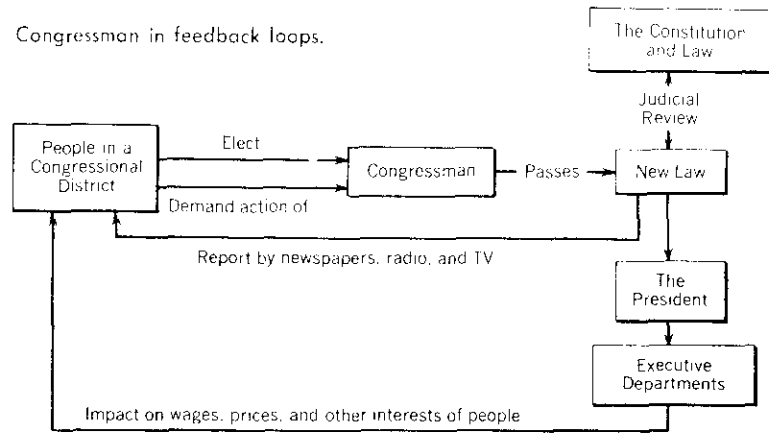 Congressman in feedback loops.
The Constitution
and Law
Judicial
Review
People in a
Congressional
District
Elect
Demand action of
Congressman
Passes
New Law
Report by newspapers, radio, and TV
The
President
Executive
Departments
Impact on wages, prices, and other interests of people